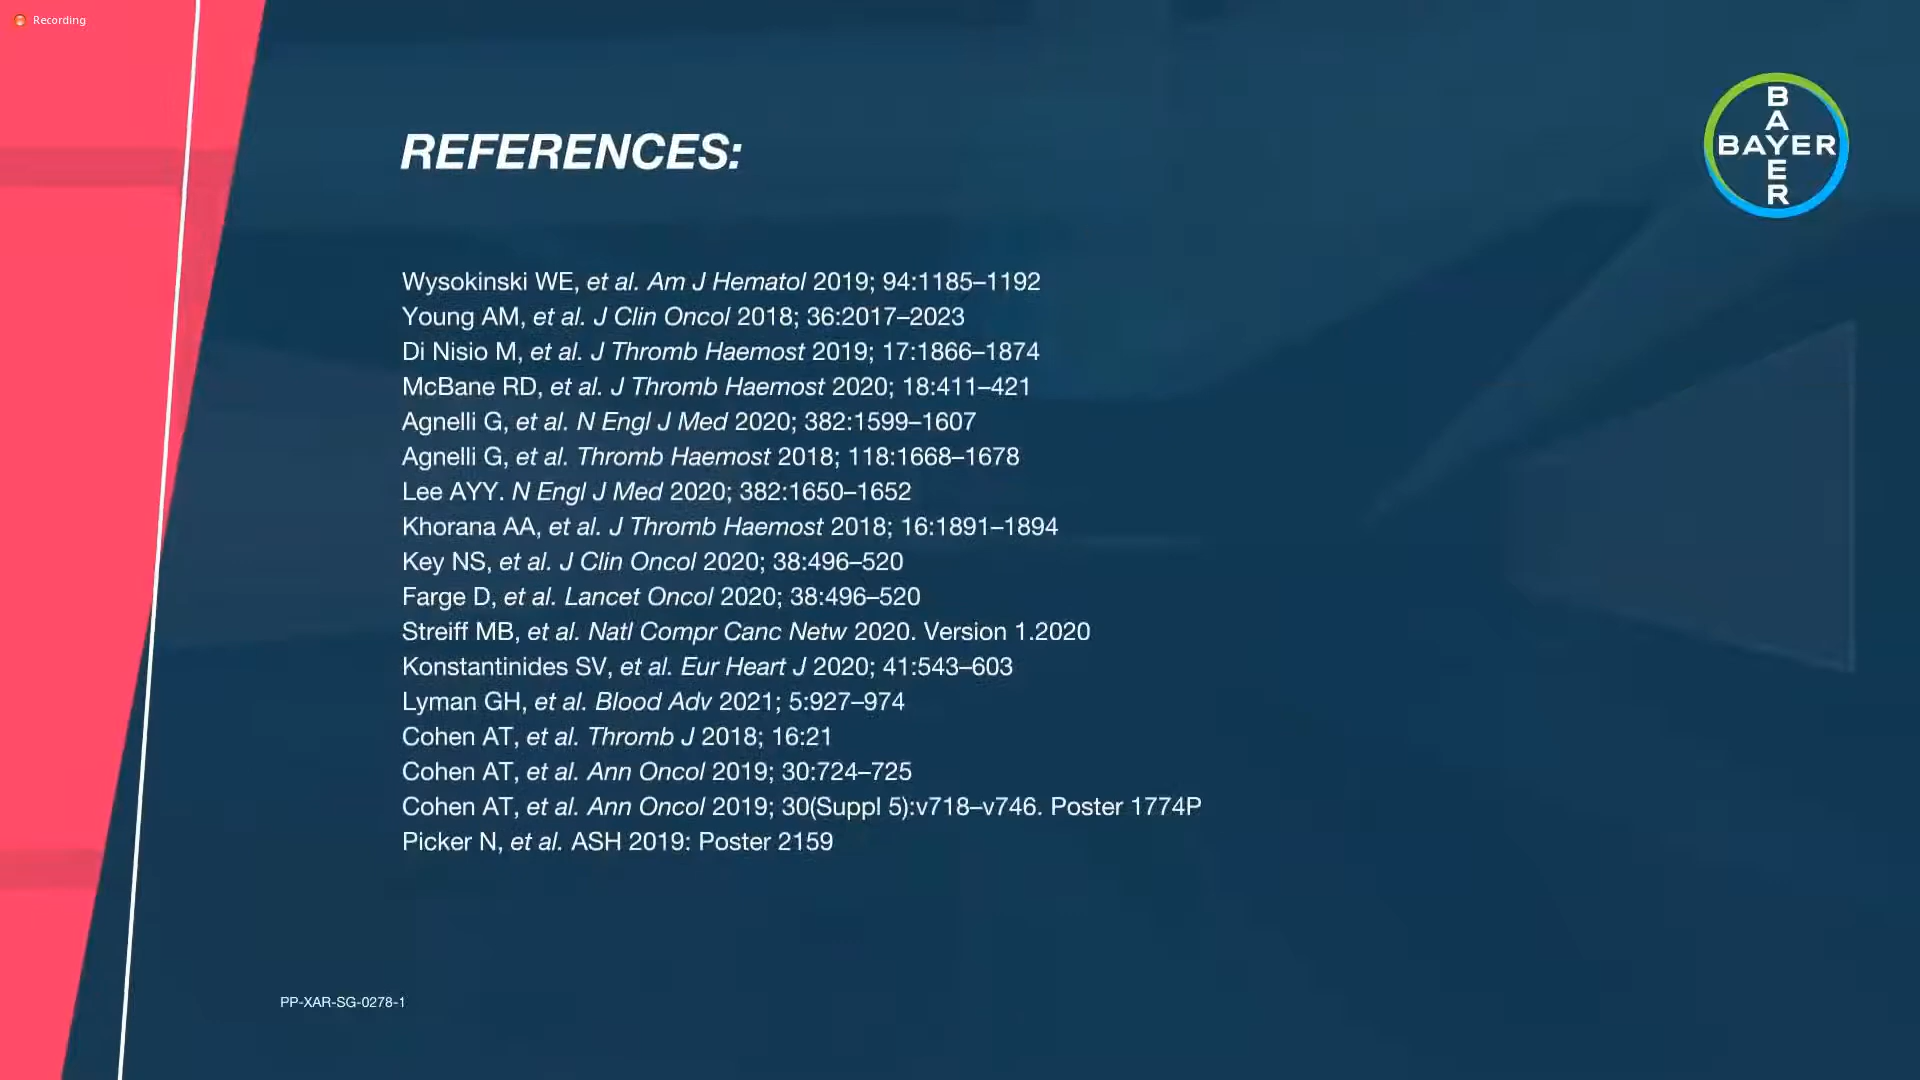 Recording
BAYER
BAYER
REFERENCES:
Wysokinski WE, et al. Am J Hematol 2019; 94:1185–1192
Young AM, et al. J Clin Oncol 2018; 36:2017–2023
Di Nisio M, et al. J Thromb Haemost 2019; 17:1866–1874
McBane RD, et al. J Thromb Haemost 2020; 18:411–421
Agnelli G, et al. N Engl J Med 2020; 382:1599–1607
Agnelli G, et al. Thromb Haemost 2018; 118:1668–1678
Lee AYY. N Engl J Med 2020; 382:1650–1652
Khorana AA, et al. J Thromb Haemost 2018; 16:1891–1894
Key NS, et al. J Clin Oncol 2020; 38:496–520
Farge D, et al. Lancet Oncol 2020; 38:496–520
Streiff MB, et al. Natl Compr Canc Netw 2020. Version 1.2020
Konstantinides SV, et al. Eur Heart J 2020; 41:543–603
Lyman GH, et al. Blood Adv 2021; 5:927–974
Cohen AT, et al. Thromb J 2018; 16:21
Cohen AT, et al. Ann Oncol 2019; 30:724–725
Cohen AT, et al. Ann Oncol 2019; 30(Suppl 5):v718–v746. Poster 1774P
Picker N, et al. ASH 2019: Poster 2159
PP-XAR-SG-0278-1